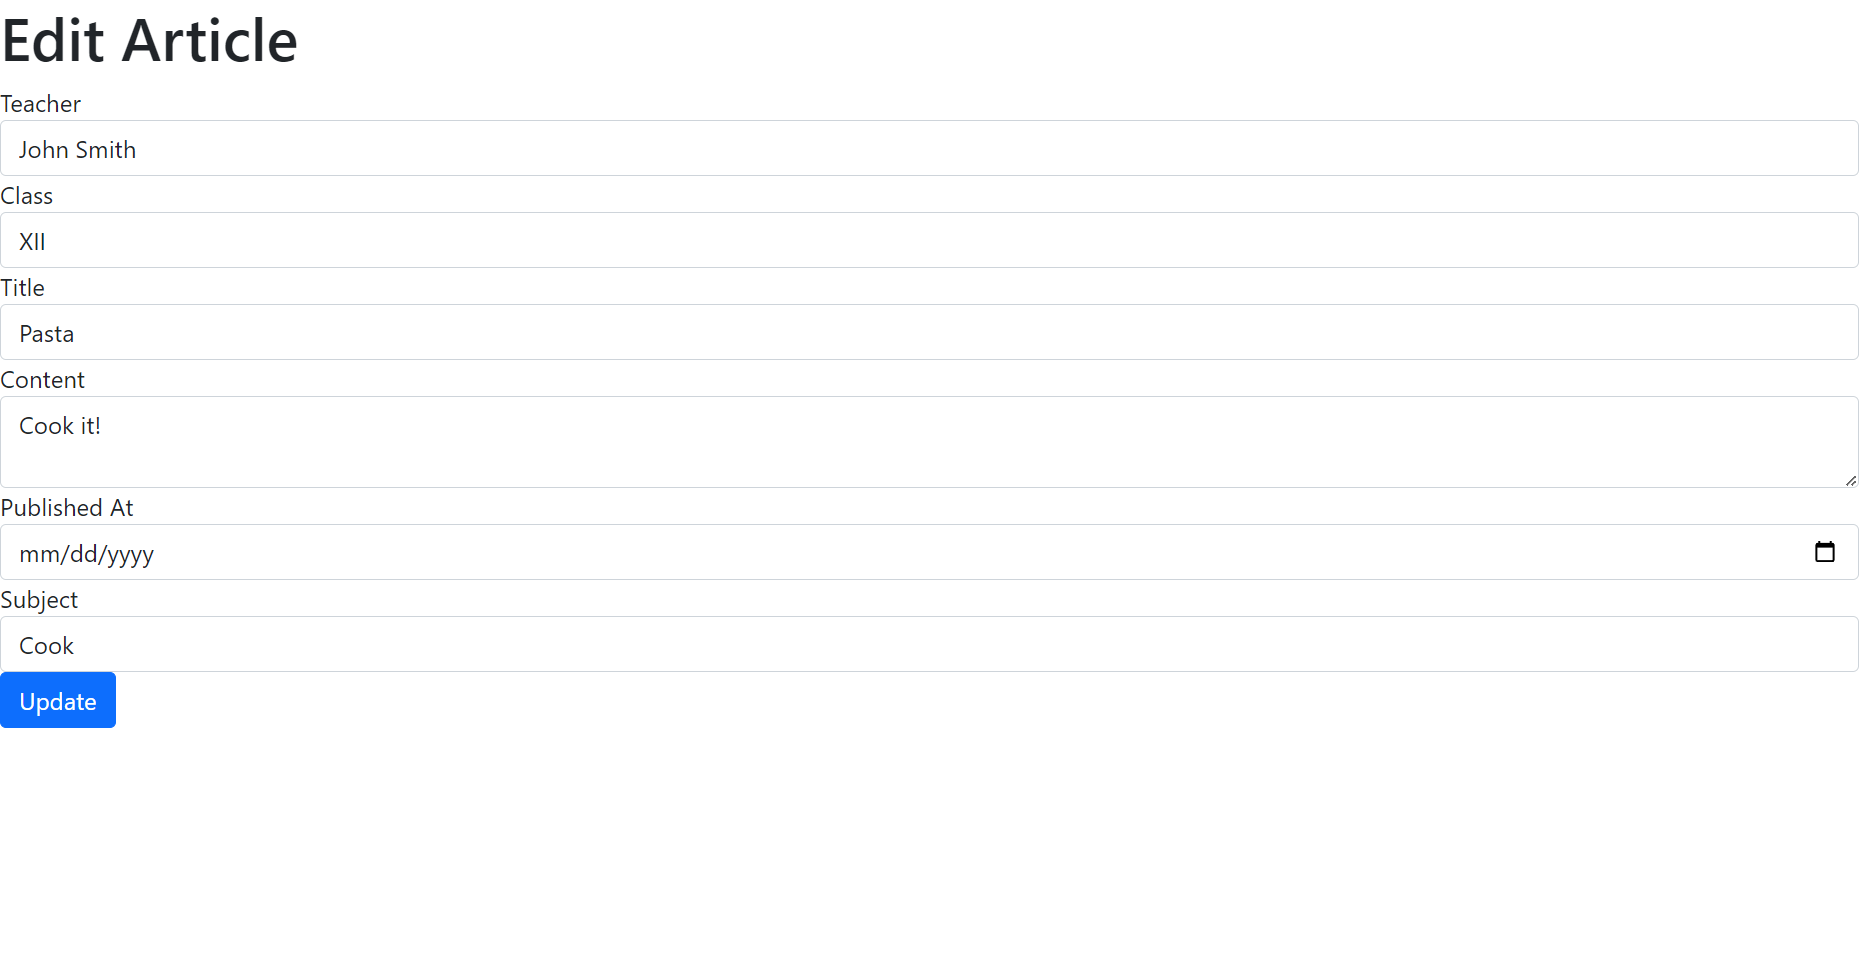 Edit Article
Teacher
John Smith
Class
XII
Title
Pasta
Content
Cook it!
Published At
mm/dd/yyyy
Subject
Cook
Update